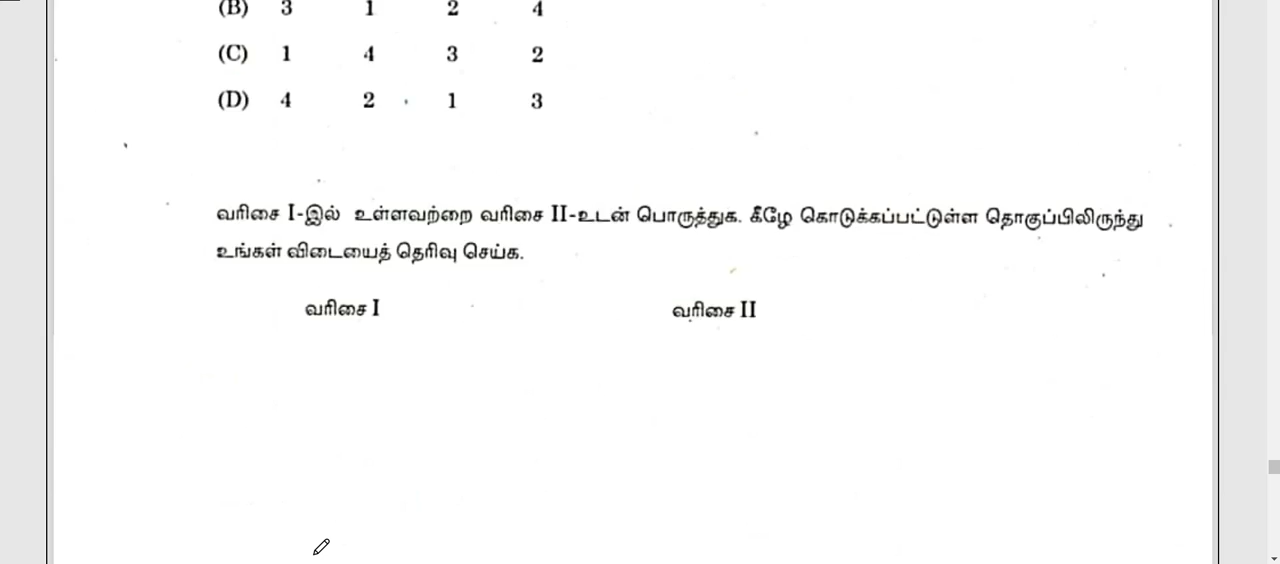 (B) 3 1 2 4
(C) 1 4 3 2
(D) 4 2 1 3
வரிசை I-இல் உள்ளவற்றை வரிசை II-உடன் பொருத்துக. கீழே கொடுக்கப்பட்டுள்ள தொகுப்பிலிருந்து
உங்கள் விடையைத் தெரிவு செய்க.
வரிசை I வரிசை II